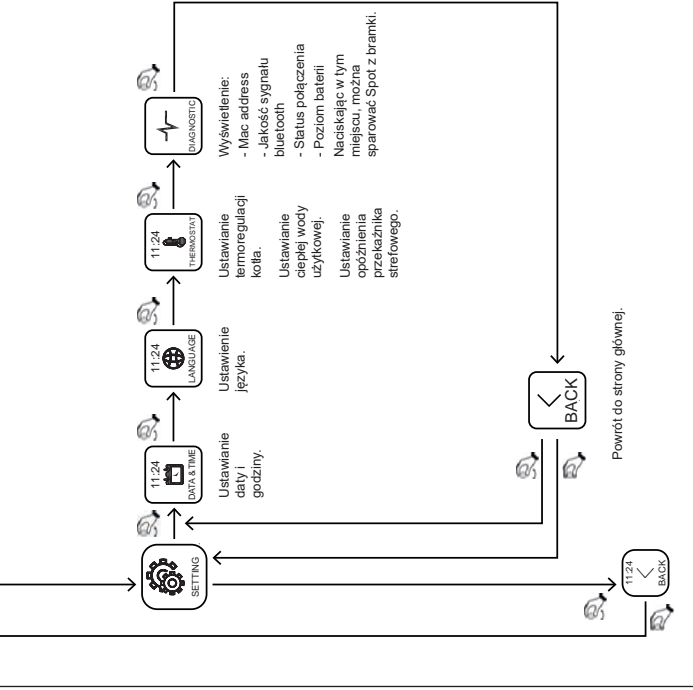 SETTING
11:24
DATA & TIME
Ustawianie
daty i
godziny.
11:24
LANGUAGE
Ustawienie
języka.
11:24
THERMOSTAT
Ustawianie
termoregulacji
kotła.
Ustawianie
ciepłej wody
użytkowej.
Ustawianie
opóźnienia
przekaźnika
strefowego.
DIAGNOSTIC
Wyświetlenie:
- Mac address
- Jakość sygnału
bluetooth
- Status połączenia
- Poziom baterii
Naciskając w tym
miejscu, można
sparować Spot z bramki.
BACK
Powrót do strony głównej.
11:24
BACK